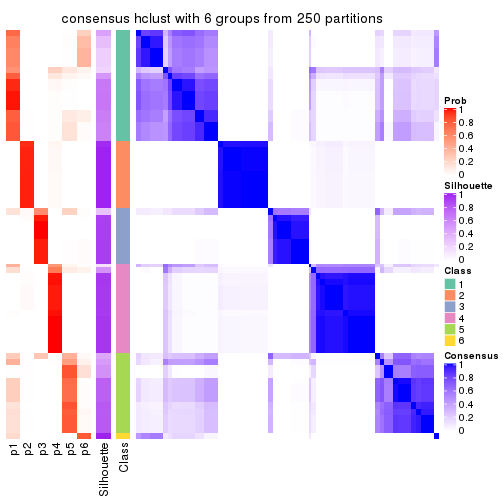 consensus hclust with 6 groups from 250 partitions
Prob
1
0.8
0.6
0.4
0.2
0
Silhouette
1
0.8
0.6
0.4
0.2
0
Class
1
2
3
4
5
6
Consensus
1
0.8
0.6
0.4
0.2
0
p1
p2
p3
p4
p5
p6
Silhouette
Class